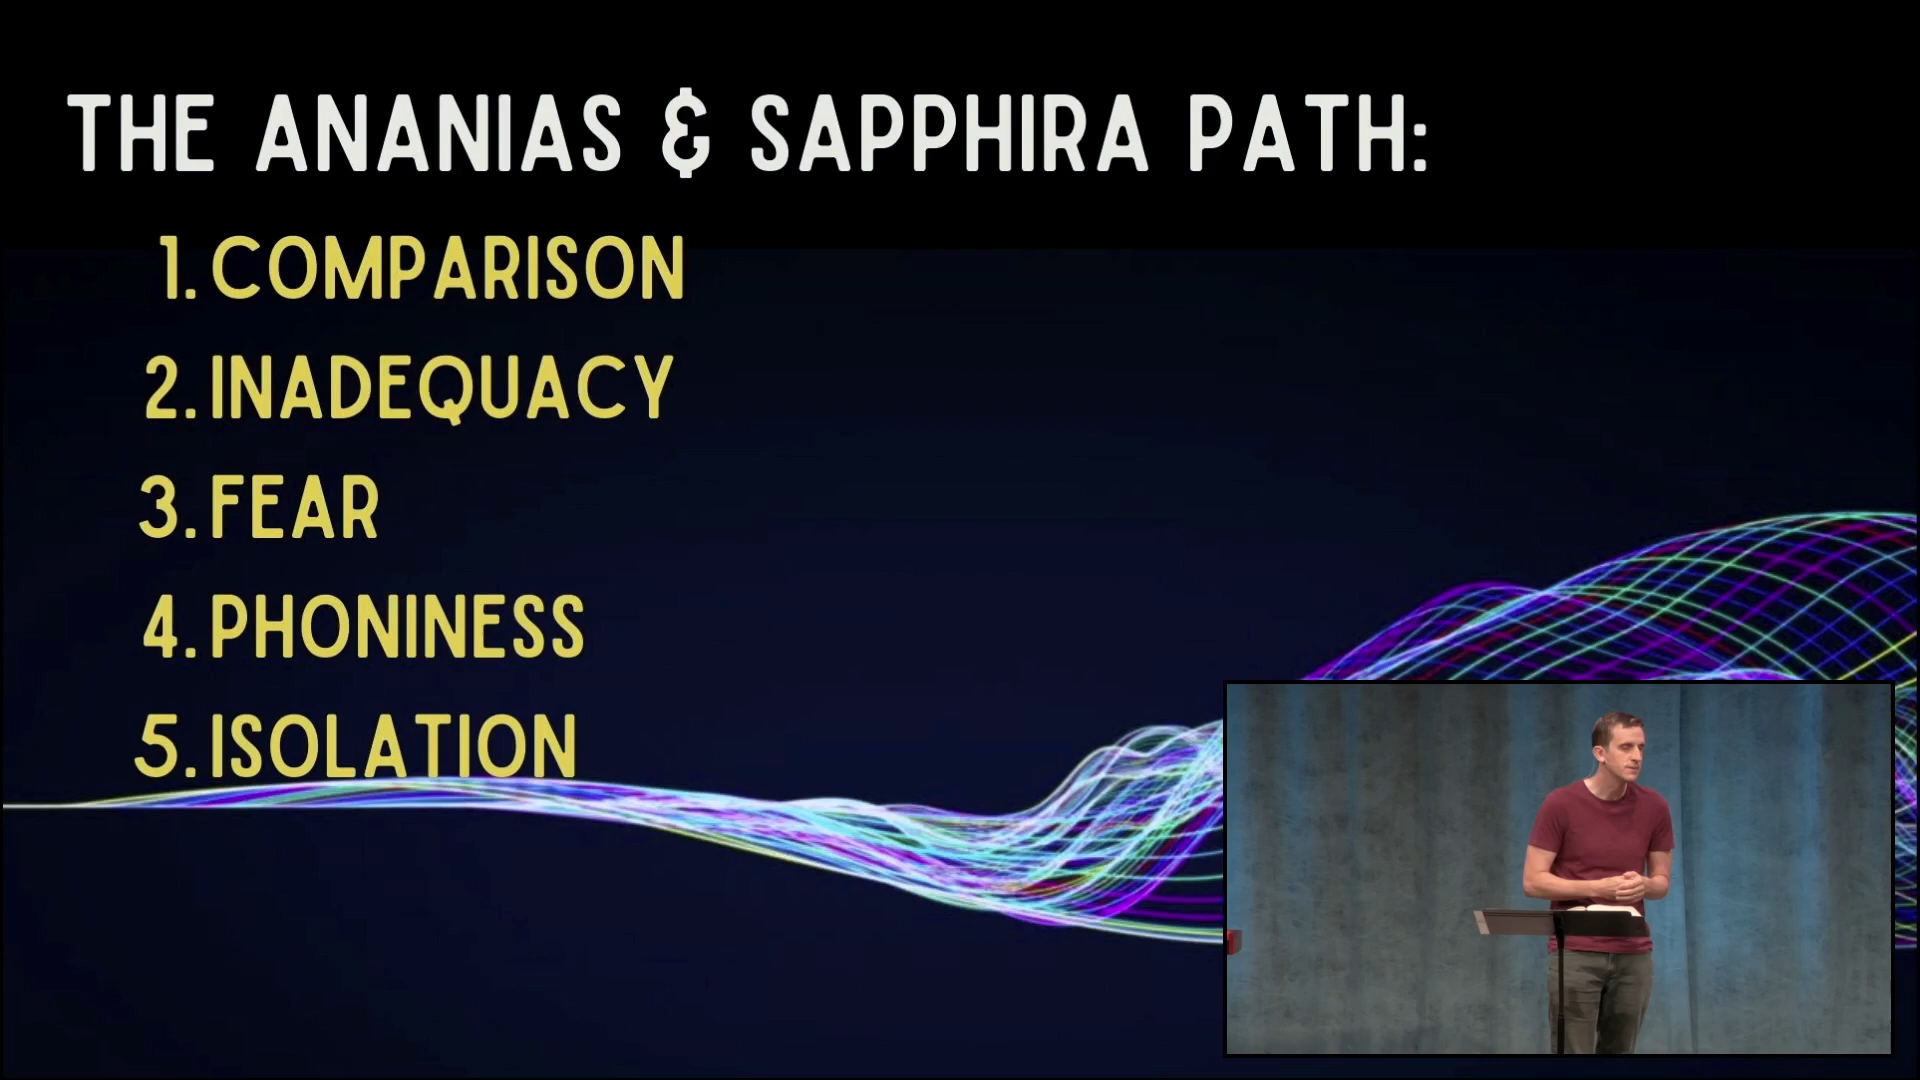 THE ANANIAS & SAPPHIRA PATH:
1. COMPARISON
2. INADEQUACY
3. FEAR
4. PHONINESS
5. ISOLATION